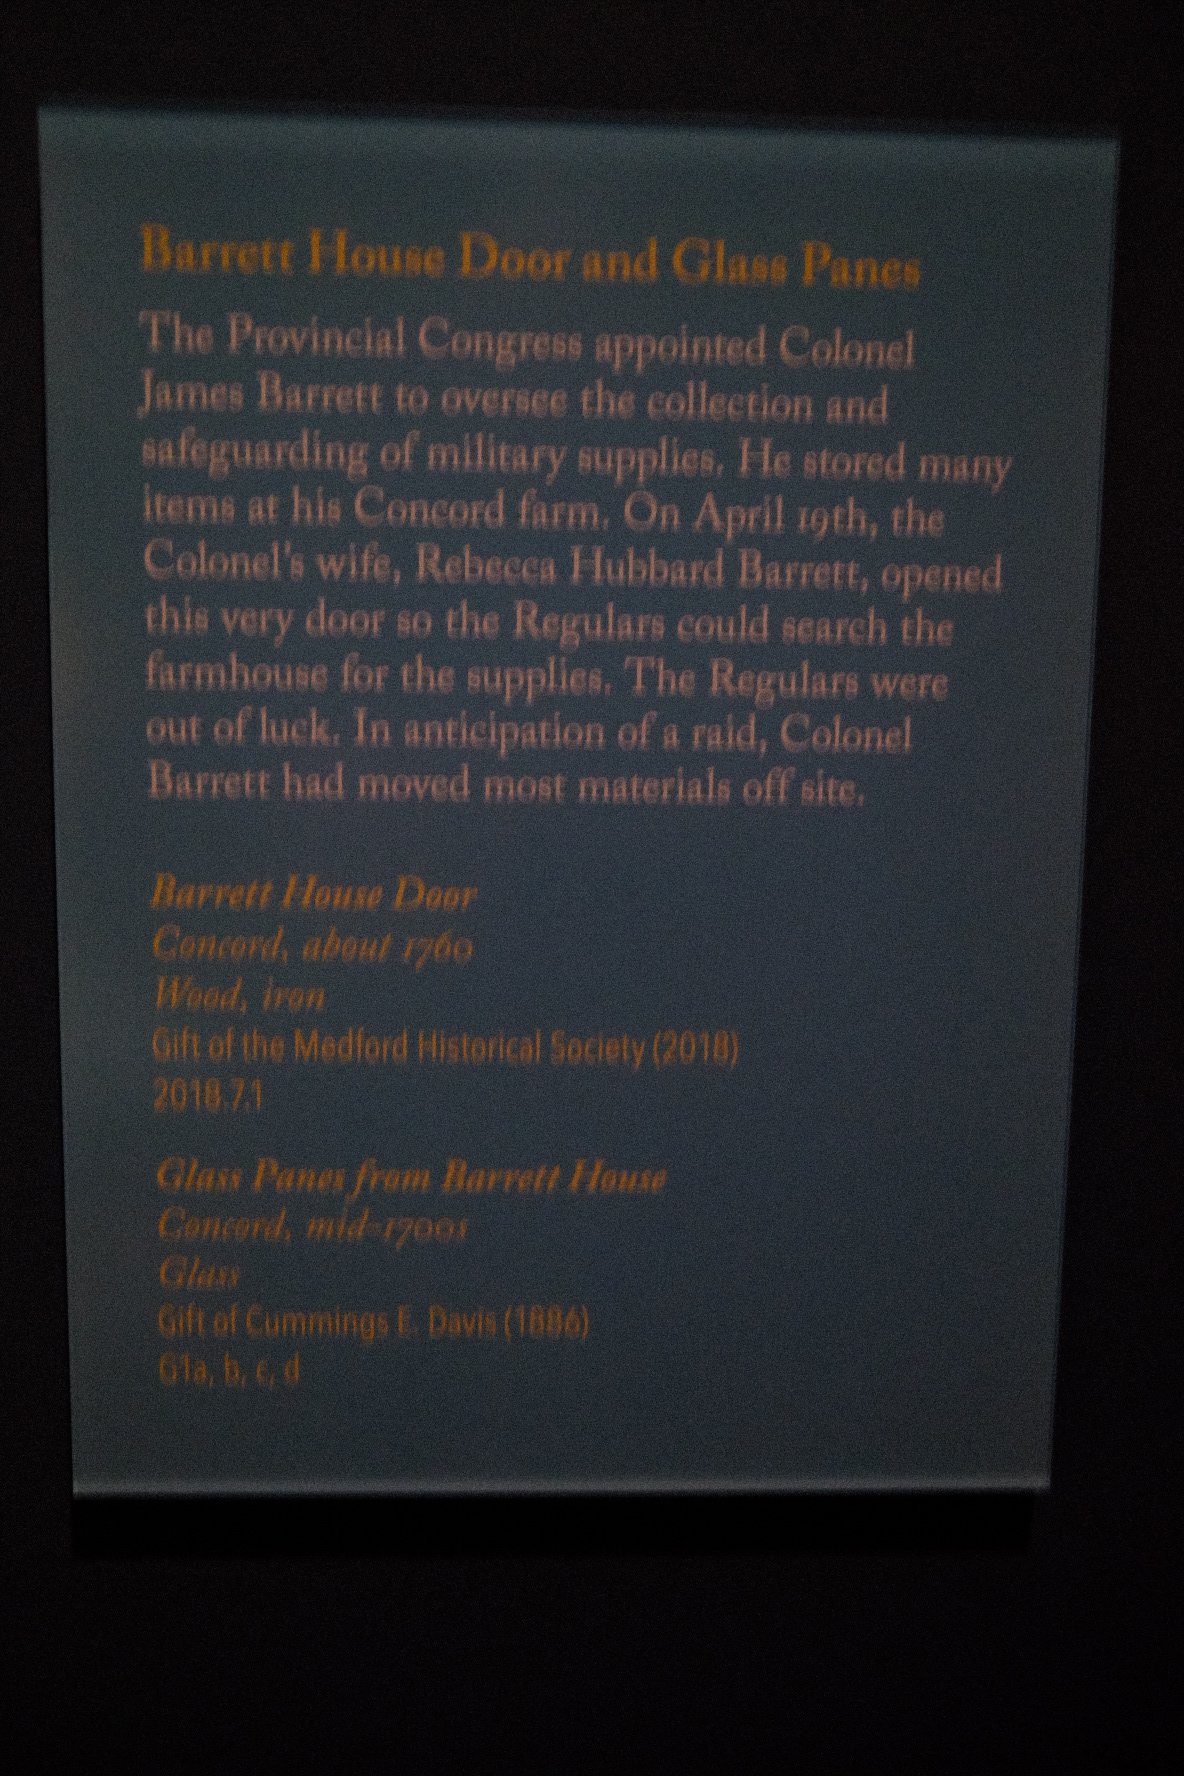 Barrett House Door and Glass Panes
The Provincial Congress appointed Colonel
James Barrett to oversee the collection and
safeguarding of military supplies. He stored many
items at his Concord farm. On April 19th, the
Colonel's wife, Rebecca Hubbard Barrett, opened
this very door so the Regulars could search the
farmhouse for the supplies. The Regulars were
out of luck. In anticipation of a raid, Colonel
Barrett had moved most materials off site.
Barrett House Door
Concord, about 1760
Wood, iron
Gift of the Medford Historical Society (2018)
2018.7.1
Glass Panes from Barrett House
Concord, mid-1700s
Glass
Gift of Cummings E. Davis (1886)
G1a, b, c, d